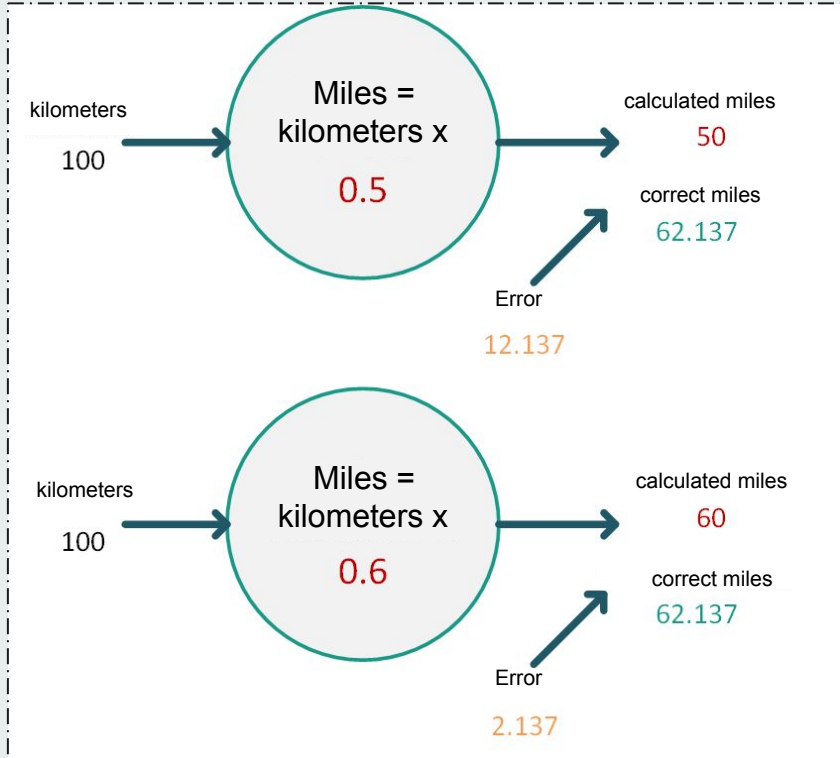 kilometers
100
Miles =
kilometers x
0.5
calculated miles
50
correct miles
62.137
Error
12.137
kilometers
100
Miles =
kilometers x
0.6
calculated miles
60
correct miles
62.137
Error
2.137